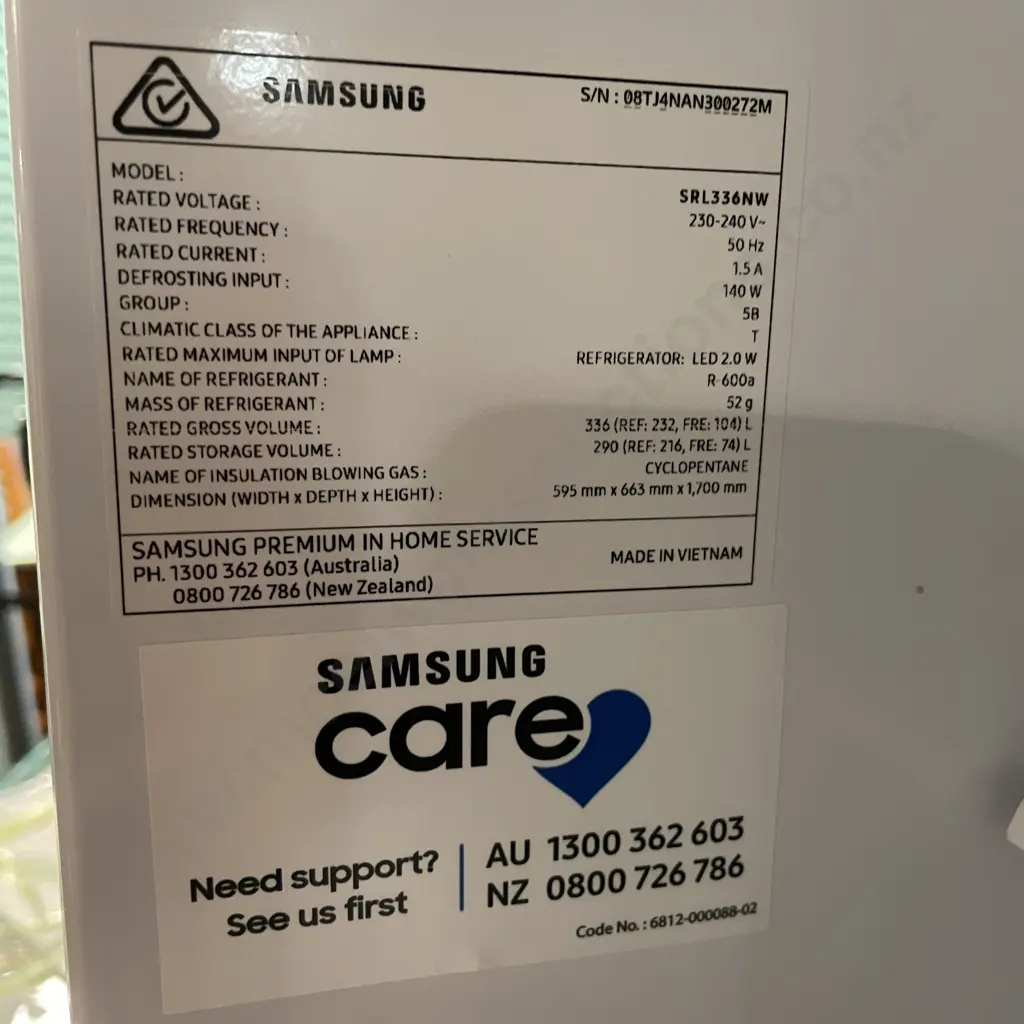 SAMSUNG
S/N : 08TJ4NAN300272M
MODEL : SRL336NW
RATED VOLTAGE : 230-240 V~
RATED FREQUENCY : 50 Hz
RATED CURRENT : 1.5 A
DEFROSTING INPUT : 140 W
GROUP : 5B
CLIMATIC CLASS OF THE APPLIANCE : T
RATED MAXIMUM INPUT OF LAMP : REFRIGERATOR: LED 2.0 W
NAME OF REFRIGERANT : R-600a
MASS OF REFRIGERANT : 52 g
RATED GROSS VOLUME : 336 (REF: 232, FRE: 104) L
RATED STORAGE VOLUME : 290 (REF: 216, FRE: 74) L
NAME OF INSULATION BLOWING GAS : CYCLOPENTANE
DIMENSION (WIDTH x DEPTH x HEIGHT) : 595 mm x 663 mm x 1,700 mm
SAMSUNG PREMIUM IN HOME SERVICE
PH. 1300 362 603 (Australia)
0800 726 786 (New Zealand)
MADE IN VIETNAM
SAMSUNG
care
Need support?
See us first
AU 1300 362 603
NZ 0800 726 786
Code No. : 6812-000088-02